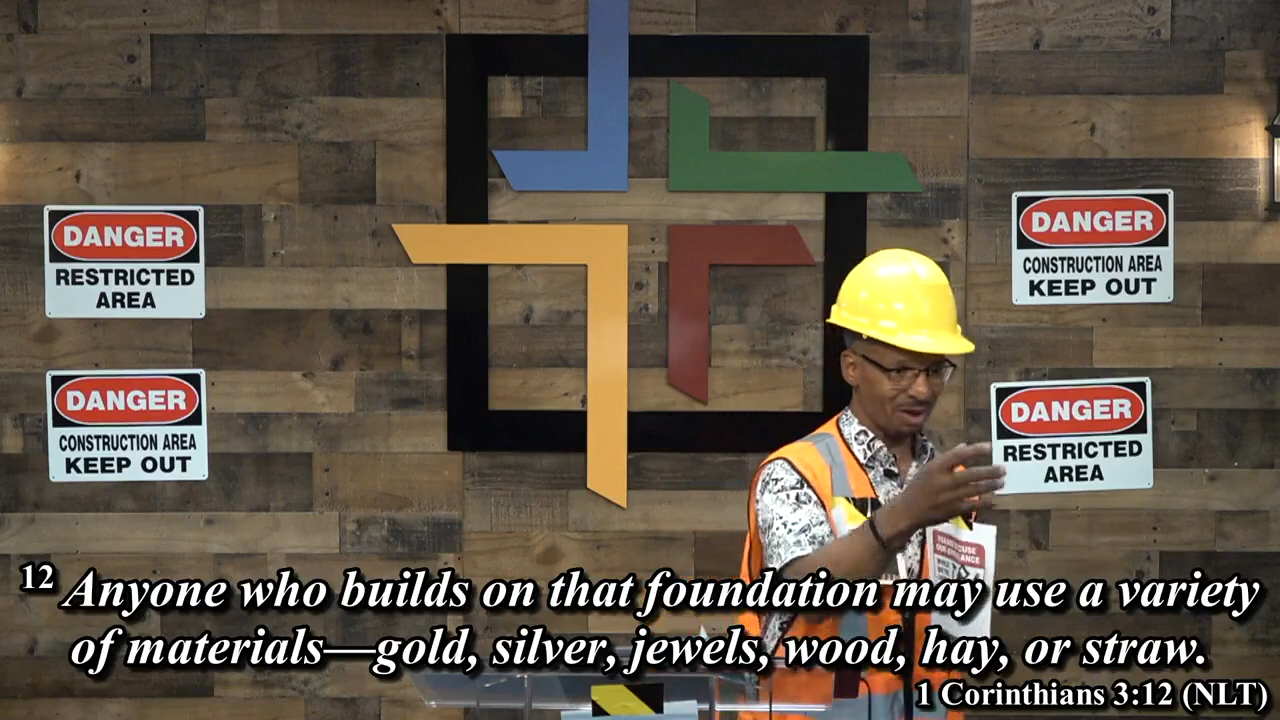 DANGER
RESTRICTED
AREA
DANGER
CONSTRUCTION AREA
KEEP OUT
DANGER
CONSTRUCTION AREA
KEEP OUT
DANGER
RESTRICTED
AREA
12 Anyone who builds on that foundation may use a variety
of materials—gold, silver, jewels, wood, hay, or straw.
1 Corinthians 3:12 (NLT)